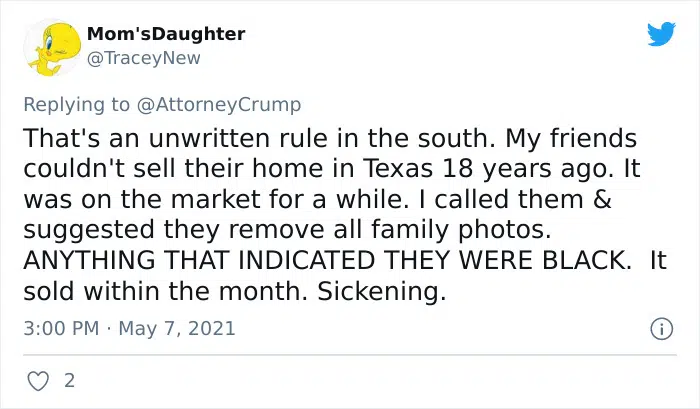 Mom'sDaughter
@TraceyNew
Replying to @AttorneyCrump
That's an unwritten rule in the south. My friends
couldn't sell their home in Texas 18 years ago. It
was on the market for a while. I called them &
suggested they remove all family photos.
ANYTHING THAT INDICATED THEY WERE BLACK.  It
sold within the month. Sickening.
3:00 PM · May 7, 2021
2